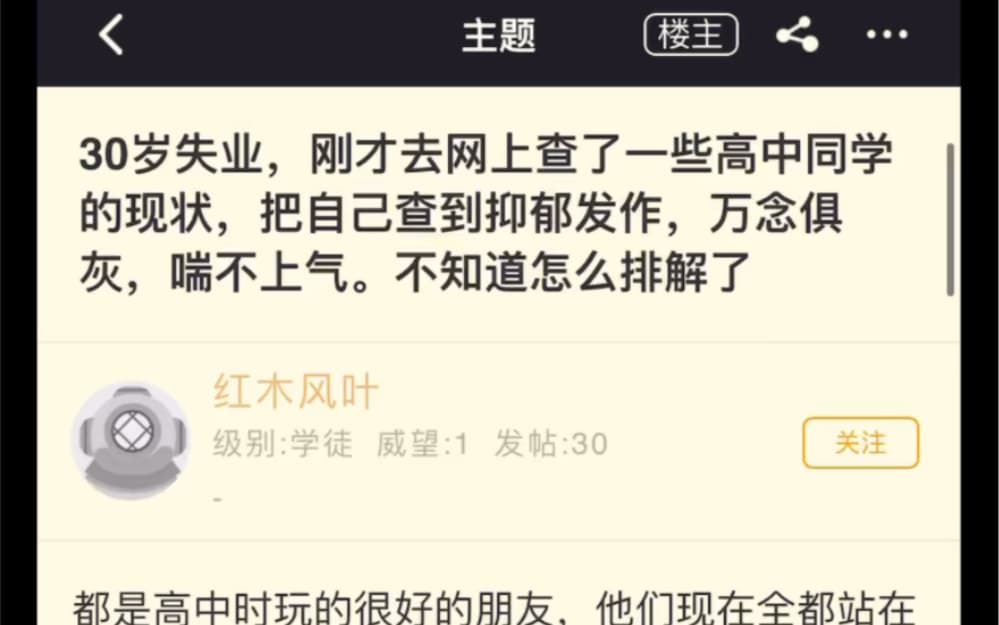 主题 楼主
30岁失业，刚才去网上查了一些高中同学
的现状，把自己查到抑郁发作，万念俱
灰，喘不上气。不知道怎么排解了
红木风叶
级别:学徒 威望:1 发帖:30
关注
-
都是高中时玩的很好的朋友，他们现在全都站在